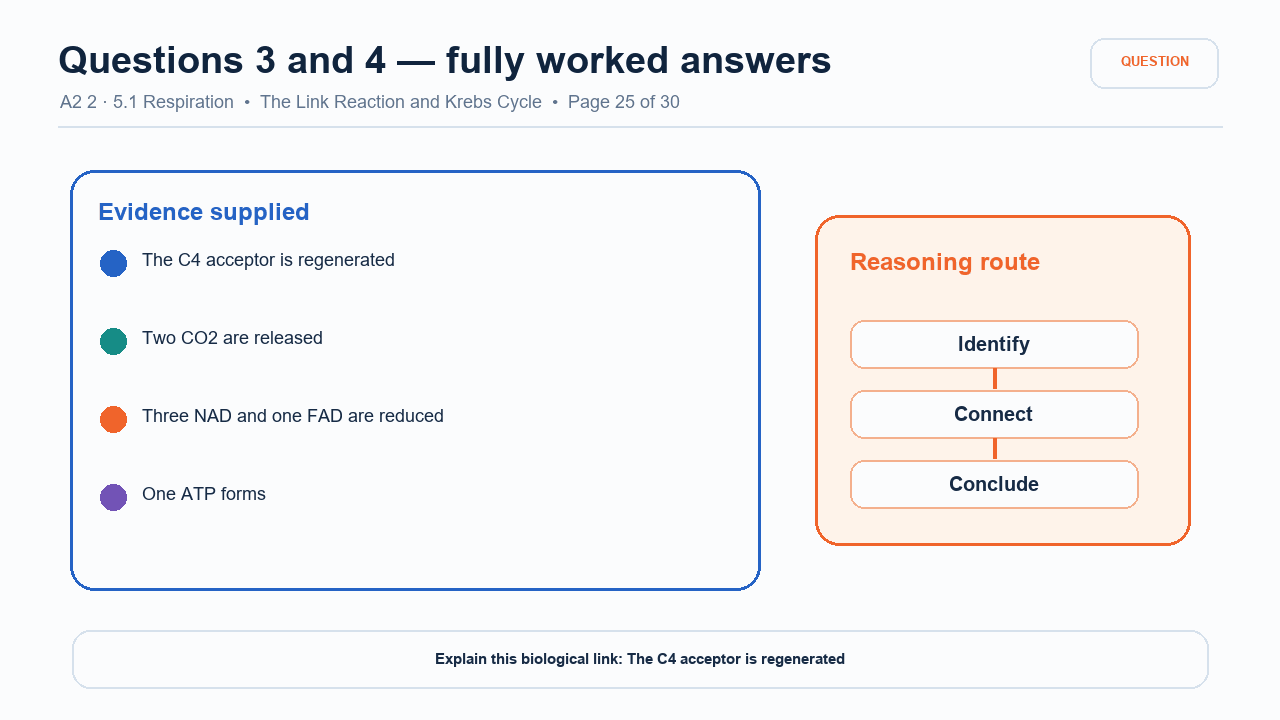 Questions 3 and 4 — fully worked answers
QUESTION
A2 2 · 5.1 Respiration • The Link Reaction and Krebs Cycle • Page 25 of 30
Evidence supplied
The C4 acceptor is regenerated
Two CO2 are released
Three NAD and one FAD are reduced
One ATP forms
Reasoning route
Identify
Connect
Conclude
Explain this biological link: The C4 acceptor is regenerated